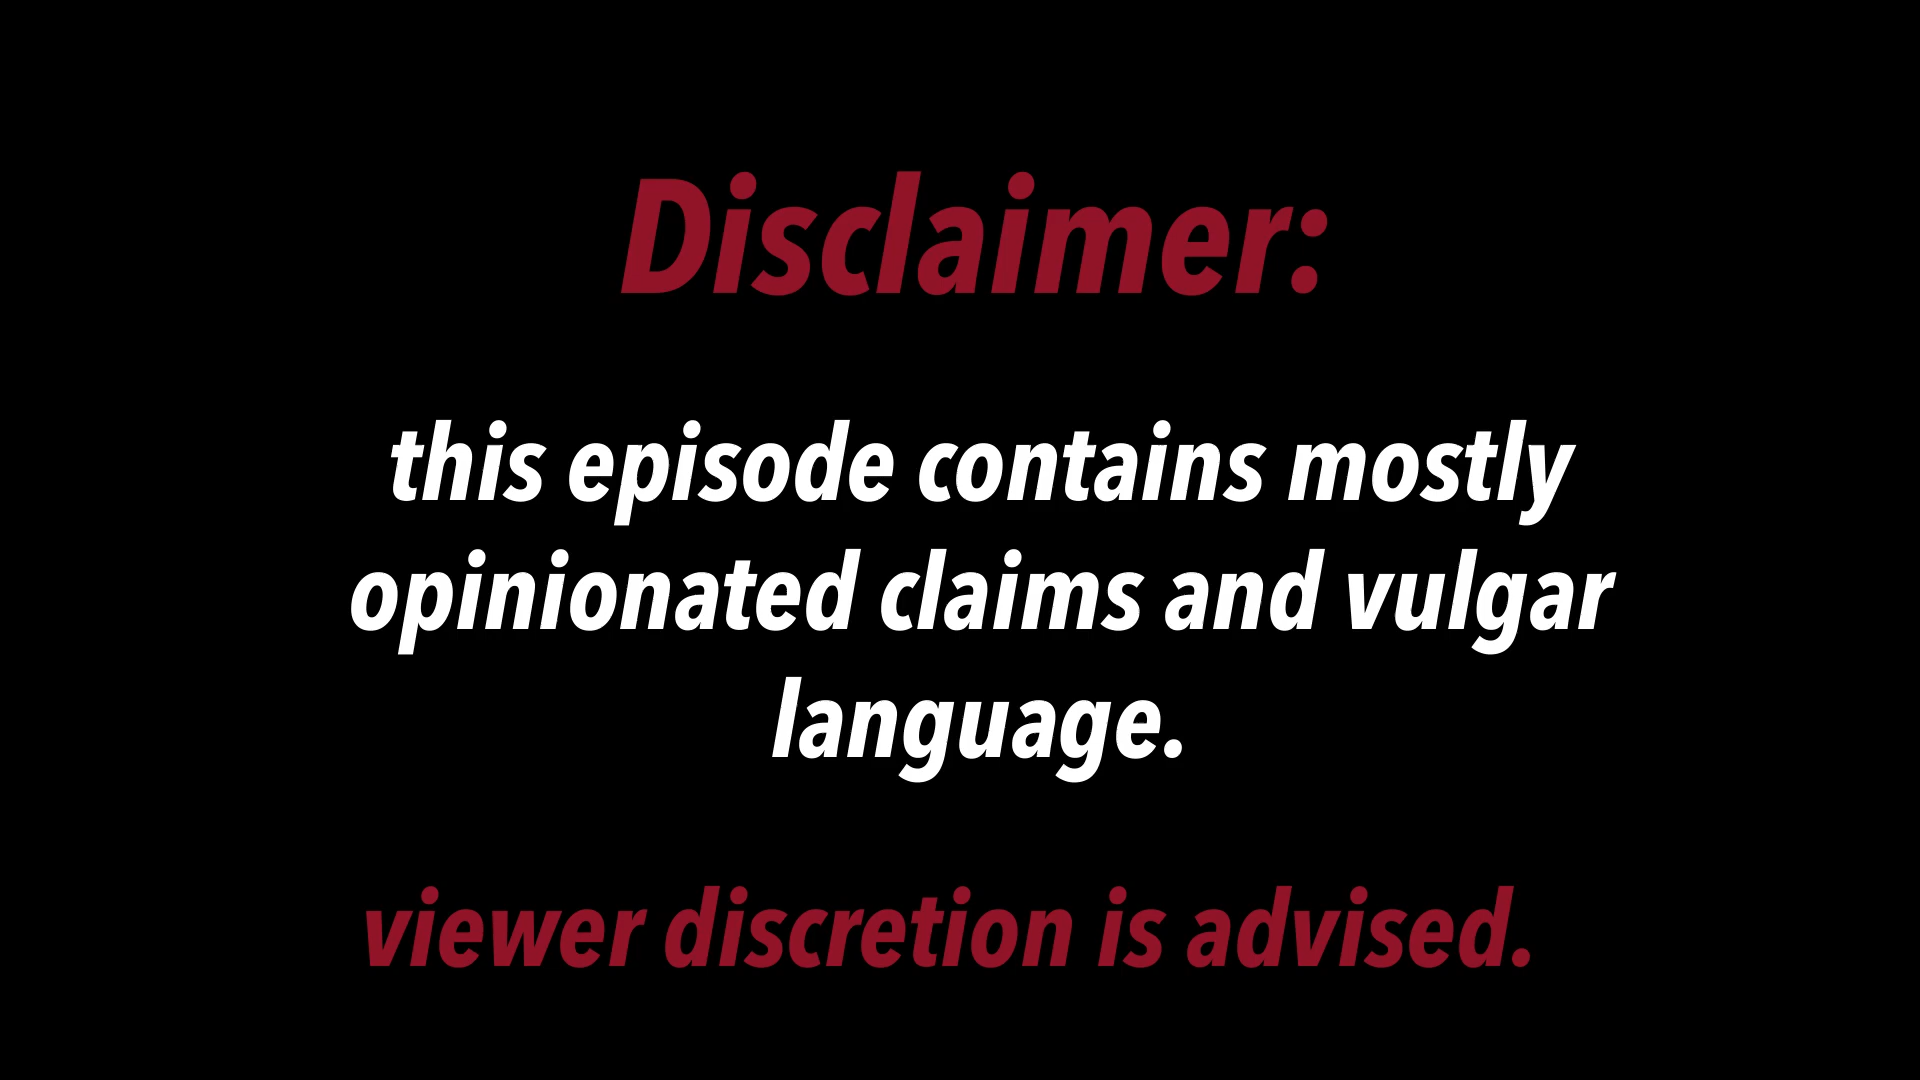 Disclaimer:
this episode contains mostly
opinionated claims and vulgar
language.
viewer discretion is advised.